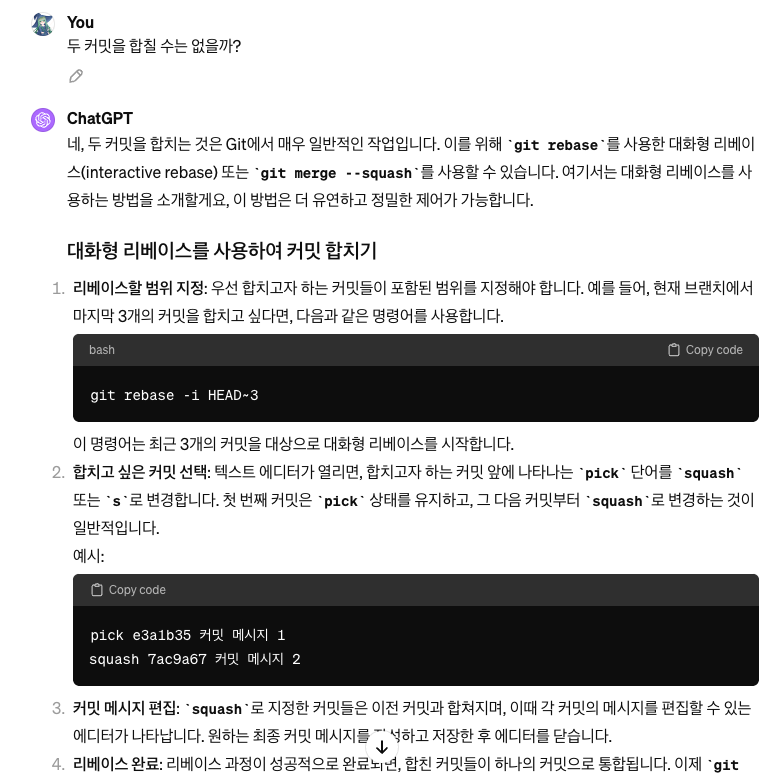 You
두 커밋을 합칠 수는 없을까?
ChatGPT
네, 두 커밋을 합치는 것은 Git에서 매우 일반적인 작업입니다. 이를 위해 `git rebase`를 사용한 대화형 리베이
스(interactive rebase) 또는 `git merge --squash`를 사용할 수 있습니다. 여기서는 대화형 리베이스를 사
용하는 방법을 소개할게요, 이 방법은 더 유연하고 정밀한 제어가 가능합니다.
대화형 리베이스를 사용하여 커밋 합치기
1. 리베이스할 범위 지정: 우선 합치고자 하는 커밋들이 포함된 범위를 지정해야 합니다. 예를 들어, 현재 브랜치에서
마지막 3개의 커밋을 합치고 싶다면, 다음과 같은 명령어를 사용합니다.
bash Copy code
git rebase -i HEAD~3
이 명령어는 최근 3개의 커밋을 대상으로 대화형 리베이스를 시작합니다.
2. 합치고 싶은 커밋 선택: 텍스트 에디터가 열리면, 합치고자 하는 커밋 앞에 나타나는 `pick` 단어를 `squash`
또는 `s`로 변경합니다. 첫 번째 커밋은 `pick` 상태를 유지하고, 그 다음 커밋부터 `squash`로 변경하는 것이
일반적입니다.
예시:
Copy code
pick e3a1b35 커밋 메시지 1
squash 7ac9a67 커밋 메시지 2
3. 커밋 메시지 편집: `squash`로 지정한 커밋들은 이전 커밋과 합쳐지며, 이때 각 커밋의 메시지를 편집할 수 있는
에디터가 나타납니다. 원하는 최종 커밋 메시지를 작성하고 저장한 후 에디터를 닫습니다.
4. 리베이스 완료: 리베이스 과정이 성공적으로 완료되면, 합친 커밋들이 하나의 커밋으로 통합됩니다. 이제 `git